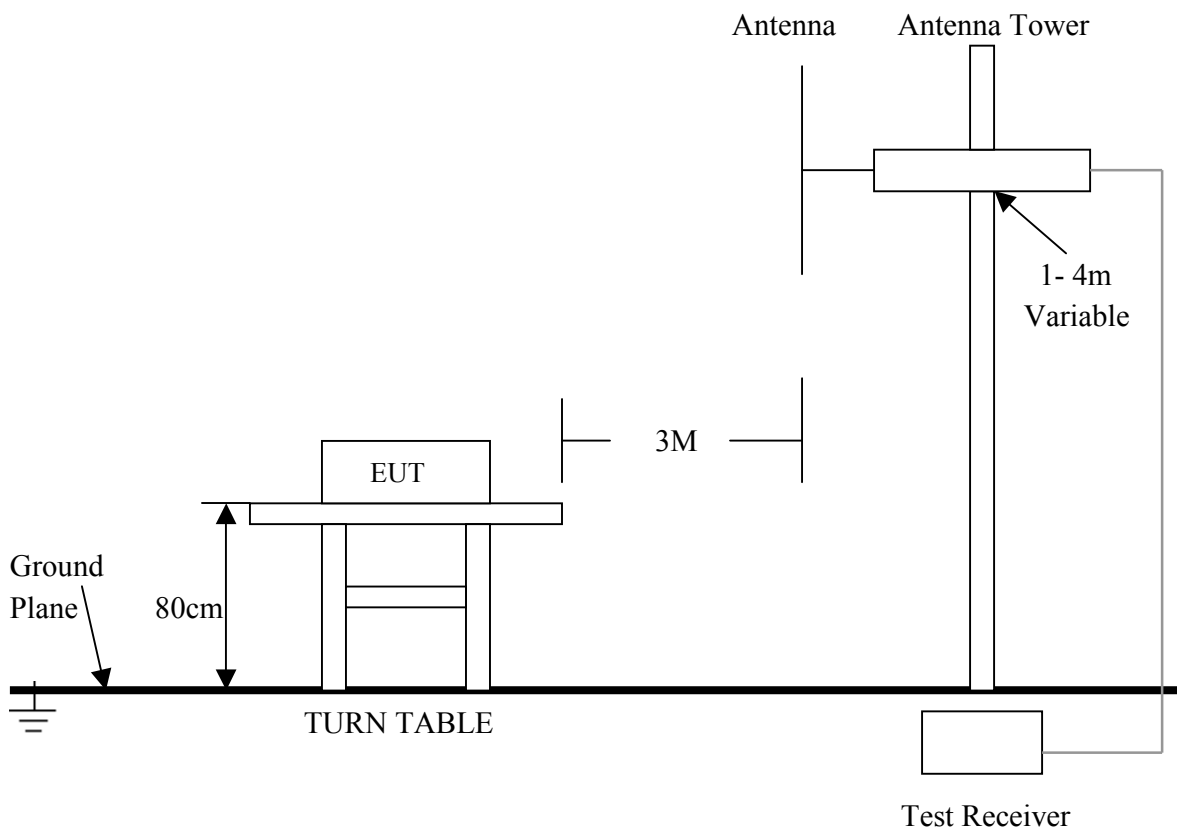 Antenna
Antenna Tower
1- 4m
Variable
3M
EUT
Ground
Plane
80cm
TURN TABLE
Test Receiver